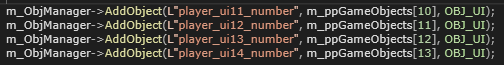 m_ObjManager->AddObject(L"player_ui11_number", m_ppGameObjects[10], OBJ_UI);
m_ObjManager->AddObject(L"player_ui12_number", m_ppGameObjects[11], OBJ_UI);
m_ObjManager->AddObject(L"player_ui13_number", m_ppGameObjects[12], OBJ_UI);
m_ObjManager->AddObject(L"player_ui14_number", m_ppGameObjects[13], OBJ_UI);